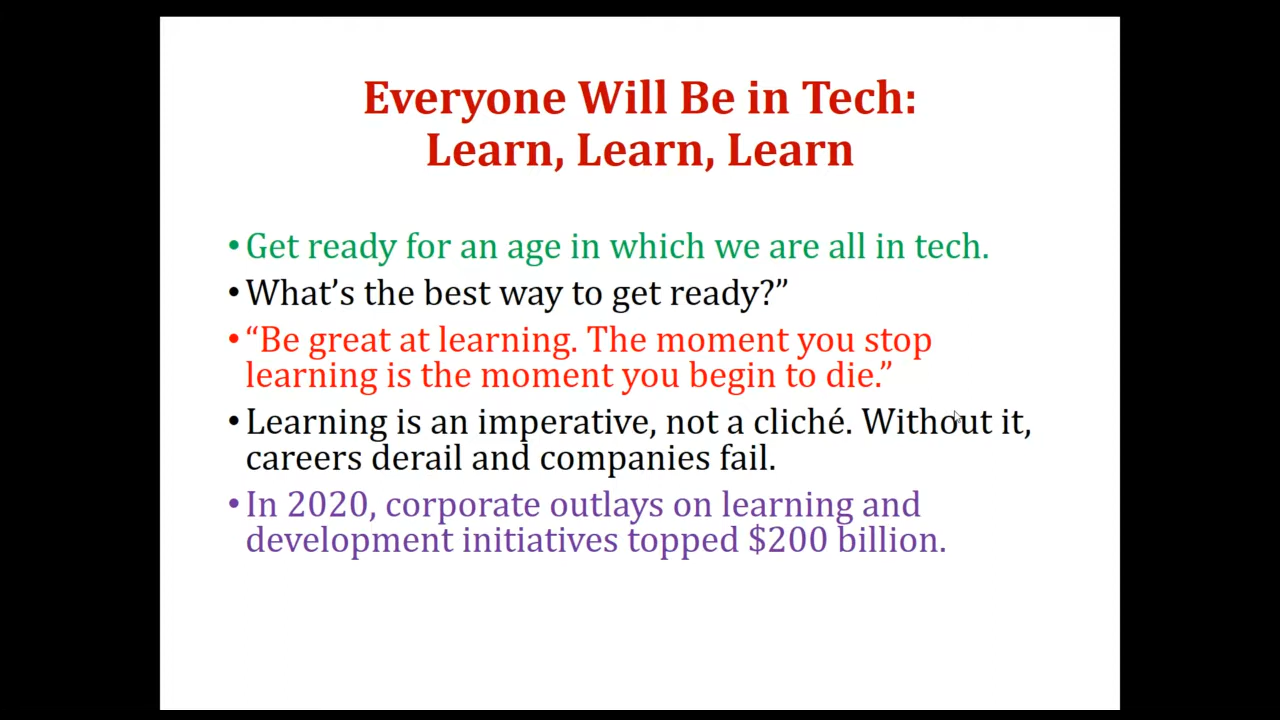 Everyone Will Be in Tech:
Learn, Learn, Learn
•Get ready for an age in which we are all in tech.
•What’s the best way to get ready?”
•“Be great at learning. The moment you stop
learning is the moment you begin to die.”
•Learning is an imperative, not a cliché. Without it,
careers derail and companies fail.
•In 2020, corporate outlays on learning and
development initiatives topped $200 billion.